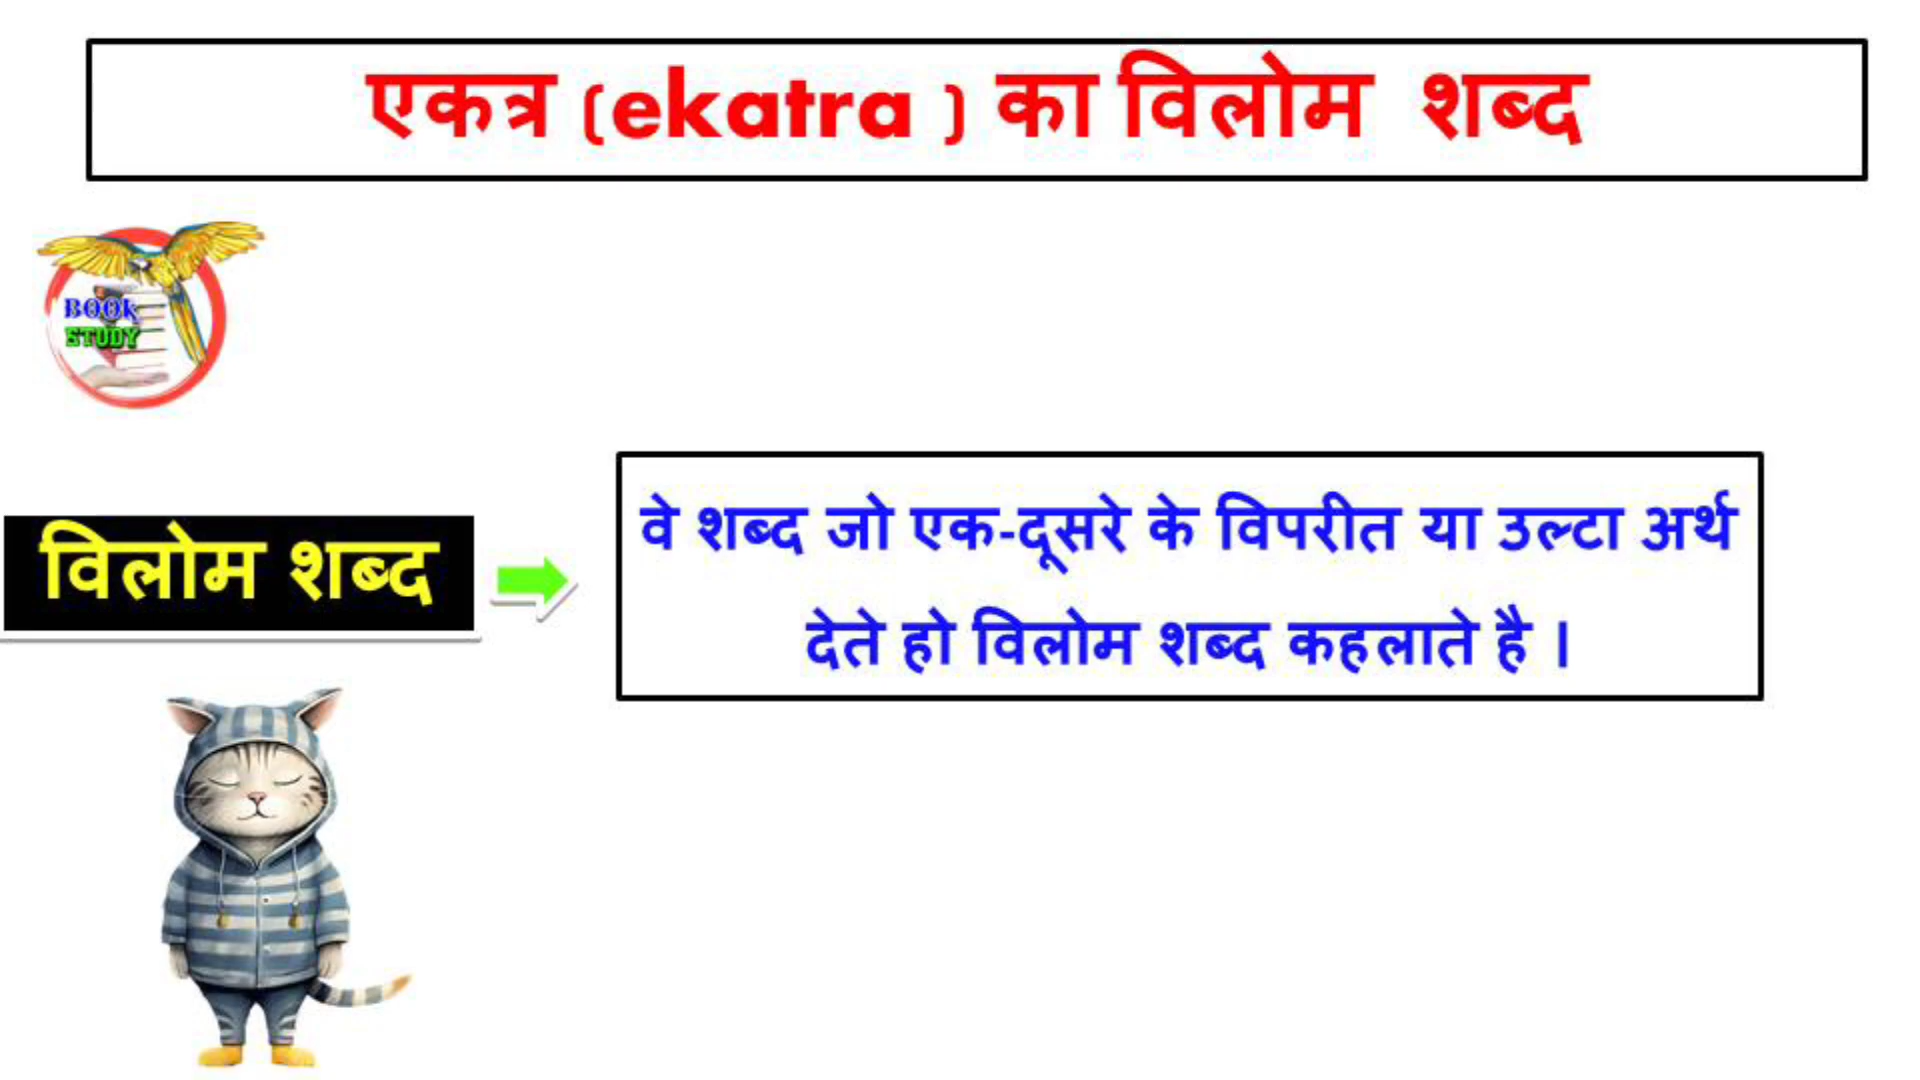 एकत्र (ekatra ) का विलोम शब्द
BOOK
STUDY
विलोम शब्द
वे शब्द जो एक-दूसरे के विपरीत या उल्टा अर्थ
देते हो विलोम शब्द कहलाते है ।